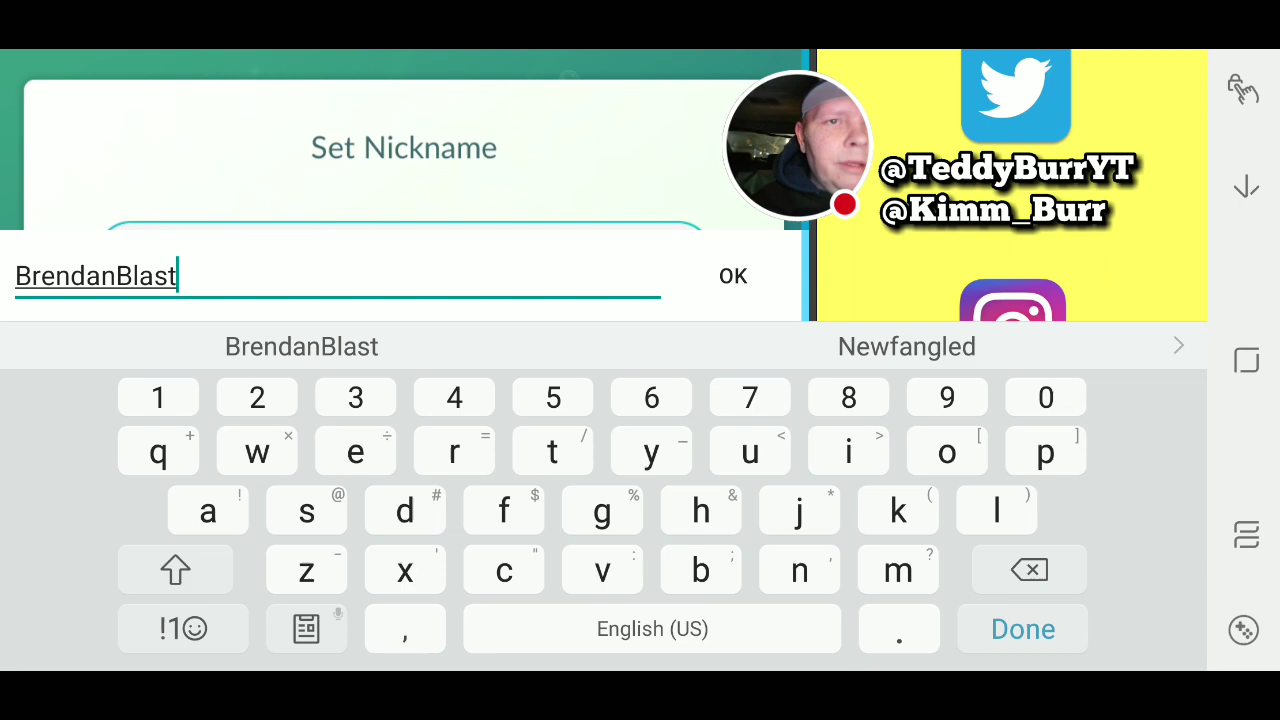 Set Nickname
@TeddyBurrYT
@Kimm_Burr
BrendanBlast
OK
BrendanBlast Newfangled
1 2 3 4 5 6 7 8 9 0
q + w × e ÷ r = t / y _ u < i > o [ p ]
a ! s @ d # f $ g % h & j * k ( l )
z - x ' c " v : b ; n , m ?
!1☺ , English (US) . Done